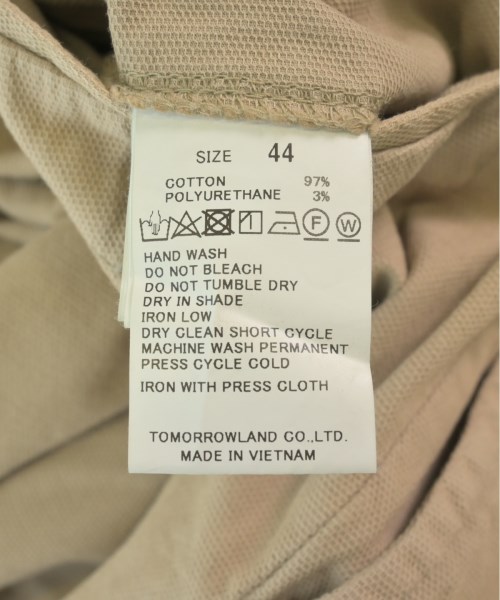 SIZE 44
COTTON 97%
POLYURETHANE 3%
F W
HAND WASH
DO NOT BLEACH
DO NOT TUMBLE DRY
DRY IN SHADE
IRON LOW
DRY CLEAN SHORT CYCLE
MACHINE WASH PERMANENT
PRESS CYCLE COLD
IRON WITH PRESS CLOTH
TOMORROWLAND CO.,LTD.
MADE IN VIETNAM